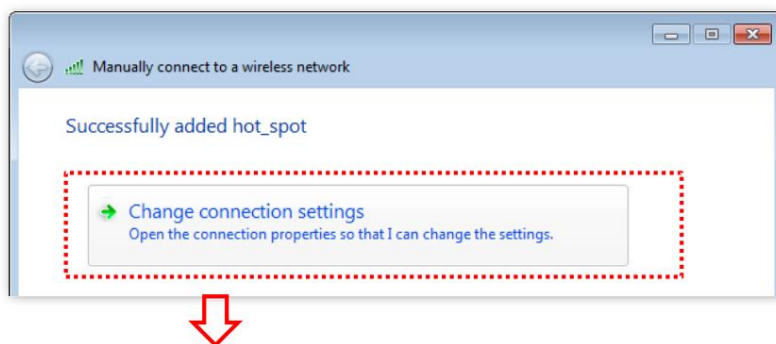 Manually connect to a wireless network
Successfully added hot_spot
Change connection settings
Open the connection properties so that I can change the settings.